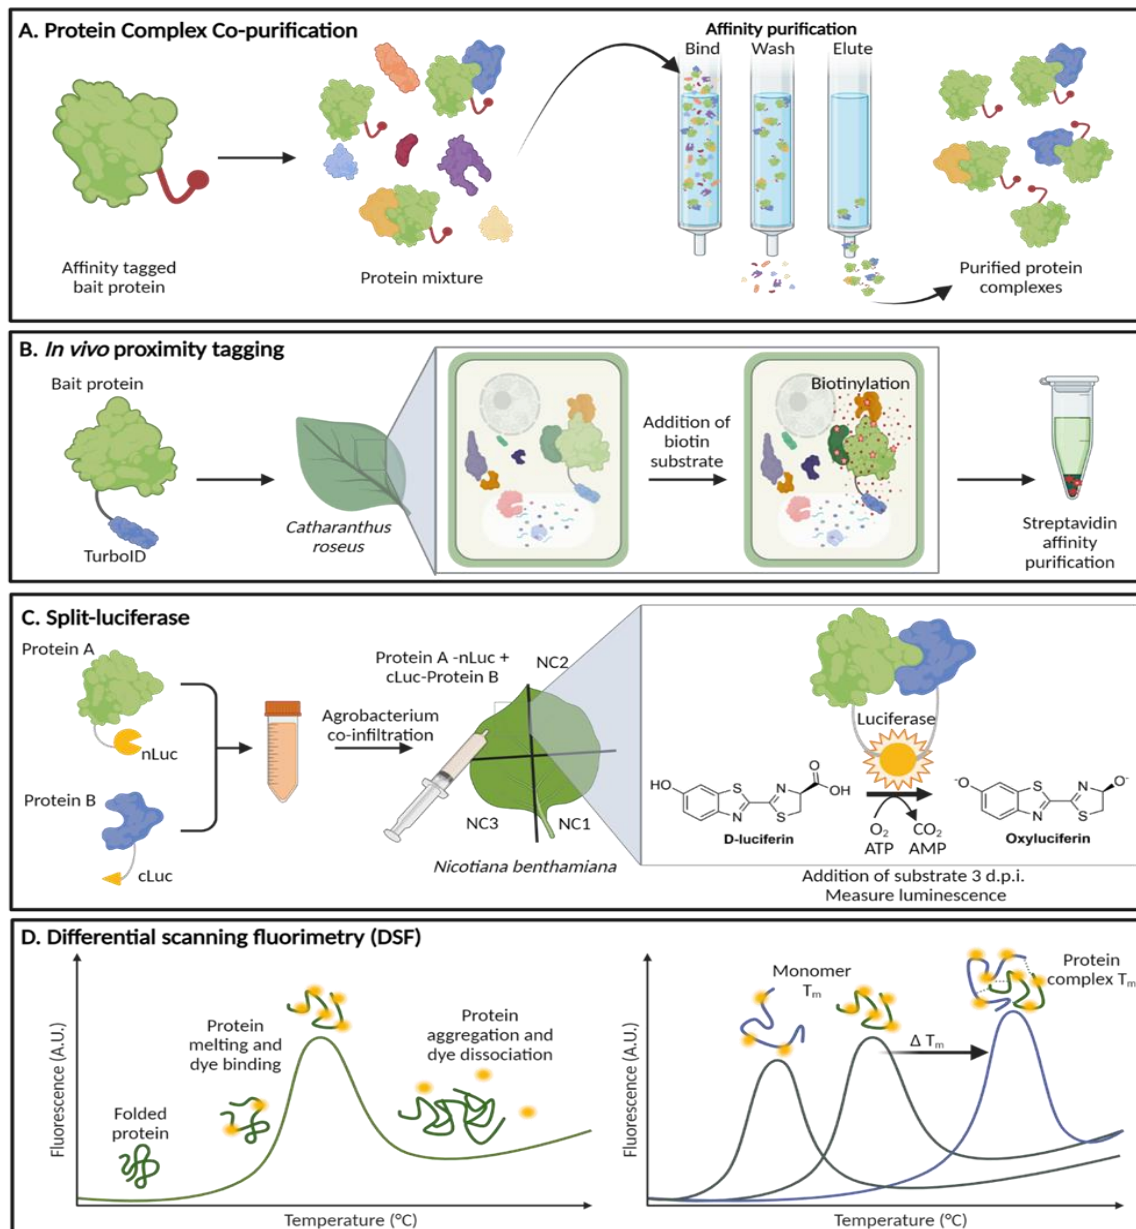 A. Protein Complex Co-purification
Affinity purification
Bind Wash Elute
Affinity tagged
bait protein
Protein mixture
Purified protein
complexes
B. In vivo proximity tagging
Bait protein
TurboID
Catharanthus
roseus
Addition of
biotin
substrate
Biotinylation
Streptavidin
affinity
purification
C. Split-luciferase
Protein A
nLuc
Protein B
cLuc
Agrobacterium
co-infiltration
Protein A -nLuc +
cLuc-Protein B
NC2
NC3
NC1
Nicotiana benthamiana
Luciferase
HO
S
N
N
S
O
OH
D-luciferin
O2
ATP
CO2
AMP
-O
S
N
N
S
O-
Oxyluciferin
Addition of substrate 3 d.p.i.
Measure luminescence
D. Differential scanning fluorimetry (DSF)
Fluorescence (A.U.)
Folded
protein
Protein
melting and
dye binding
Protein
aggregation and
dye dissociation
Temperature (°C)
Fluorescence (A.U.)
Monomer
Tm
Δ Tm
Protein
complex Tm
Temperature (°C)